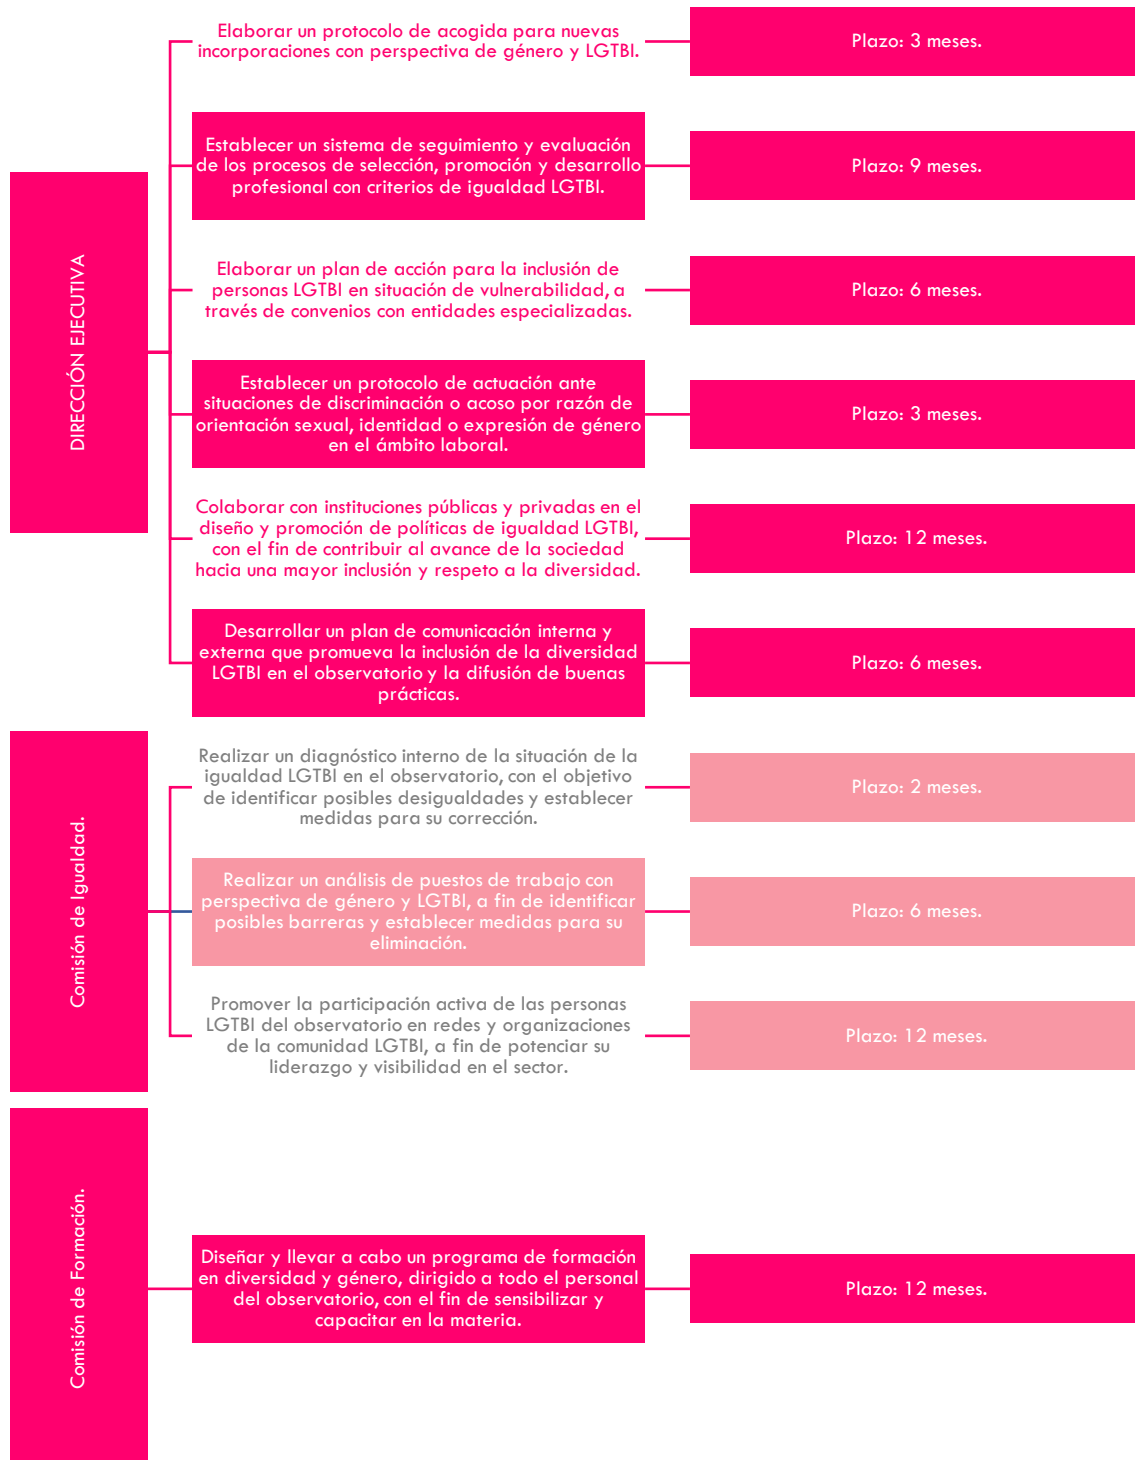 DIRECCIÓN EJECUTIVA
Elaborar un protocolo de acogida para nuevas
incorporaciones con perspectiva de género y LGTBI.
Plazo: 3 meses.
Establecer un sistema de seguimiento y evaluación
de los procesos de selección, promoción y desarrollo
profesional con criterios de igualdad LGTBI.
Plazo: 9 meses.
Elaborar un plan de acción para la inclusión de
personas LGTBI en situación de vulnerabilidad, a
través de convenios con entidades especializadas.
Plazo: 6 meses.
Establecer un protocolo de actuación ante
situaciones de discriminación o acoso por razón de
orientación sexual, identidad o expresión de género
en el ámbito laboral.
Plazo: 3 meses.
Colaborar con instituciones públicas y privadas en el
diseño y promoción de políticas de igualdad LGTBI,
con el fin de contribuir al avance de la sociedad
hacia una mayor inclusión y respeto a la diversidad.
Plazo: 12 meses.
Desarrollar un plan de comunicación interna y
externa que promueva la inclusión de la diversidad
LGTBI en el observatorio y la difusión de buenas
prácticas.
Plazo: 6 meses.
Comisión de Igualdad.
Realizar un diagnóstico interno de la situación de la
igualdad LGTBI en el observatorio, con el objetivo
de identificar posibles desigualdades y establecer
medidas para su corrección.
Plazo: 2 meses.
Realizar un análisis de puestos de trabajo con
perspectiva de género y LGTBI, a fin de identificar
posibles barreras y establecer medidas para su
eliminación.
Plazo: 6 meses.
Promover la participación activa de las personas
LGTBI del observatorio en redes y organizaciones
de la comunidad LGTBI, a fin de potenciar su
liderazgo y visibilidad en el sector.
Plazo: 12 meses.
Comisión de Formación.
Diseñar y llevar a cabo un programa de formación
en diversidad y género, dirigido a todo el personal
del observatorio, con el fin de sensibilizar y
capacitar en la materia.
Plazo: 12 meses.